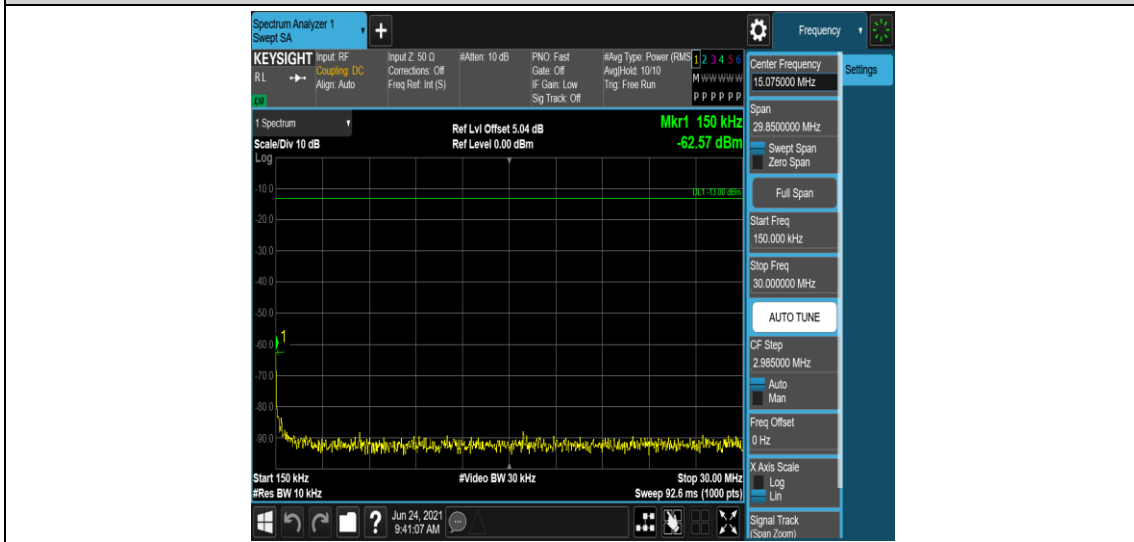 Spectrum Analyzer 1
Swept SA
Frequency
KEYSIGHT
RL
Input: RF
Coupling: DC
Align: Auto
Input Z: 50 Ω
Corrections: Off
Freq Ref: Int (S)
#Atten: 10 dB
PNO: Fast
Gate: Off
IF Gain: Low
Sig Track: Off
#Avg Type: Power (RMS
Avg|Hold: 10/10
Trig: Free Run
1 2 3 4 5 6
M W W W W W
P P P P P P
1 Spectrum
Scale/Div 10 dB
Log
Ref Lvl Offset 5.04 dB
Ref Level 0.00 dBm
Mkr1 150 kHz
-62.57 dBm
DL1 -13.00 dBm
-10.0
-20.0
-30.0
-40.0
-50.0
-60.0
-70.0
-80.0
-90.0
1
Start 150 kHz
#Video BW 30 kHz
Stop 30.00 MHz
#Res BW 10 kHz
Sweep 92.6 ms (1000 pts)
?
Jun 24, 2021
9:41:07 AM
Center Frequency
15.075000 MHz
Settings
Span
29.8500000 MHz
Swept Span
Zero Span
Full Span
Start Freq
150.000 kHz
Stop Freq
30.000000 MHz
AUTO TUNE
CF Step
2.985000 MHz
Auto
Man
Freq Offset
0 Hz
X Axis Scale
Log
Lin
Signal Track
(Span Zoom)